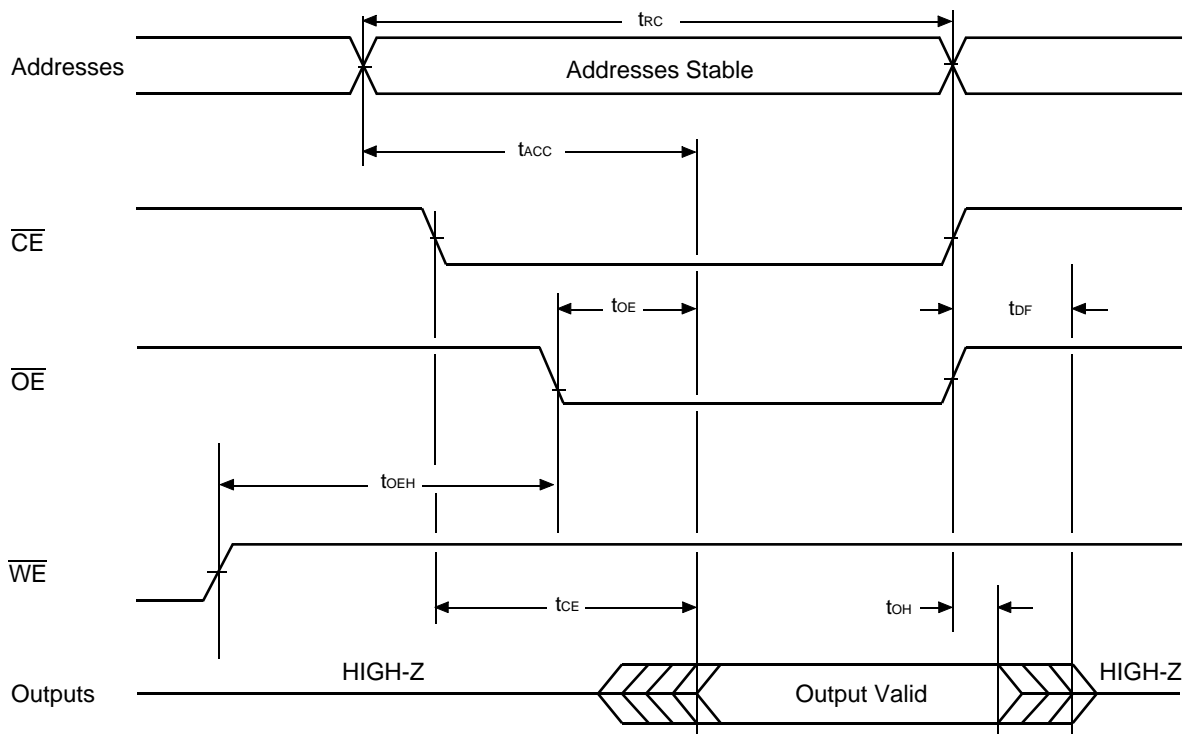 tRC
Addresses
Addresses Stable
tACC
CE
tOE
tDF
OE
tOEH
WE
tCE
tOH
HIGH-Z
HIGH-Z
Outputs
Output Valid